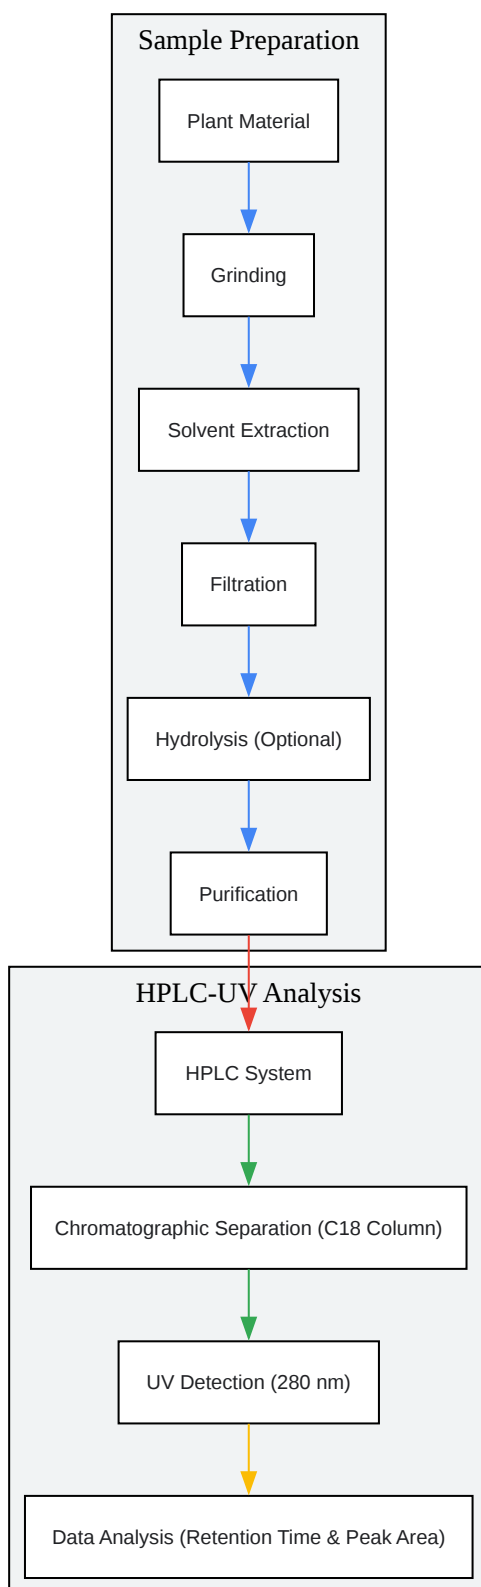 Sample Preparation
Plant Material
Grinding
Solvent Extraction
Filtration
Hydrolysis (Optional)
Purification
HPLC-UV Analysis
HPLC System
Chromatographic Separation (C18 Column)
UV Detection (280 nm)
Data Analysis (Retention Time & Peak Area)